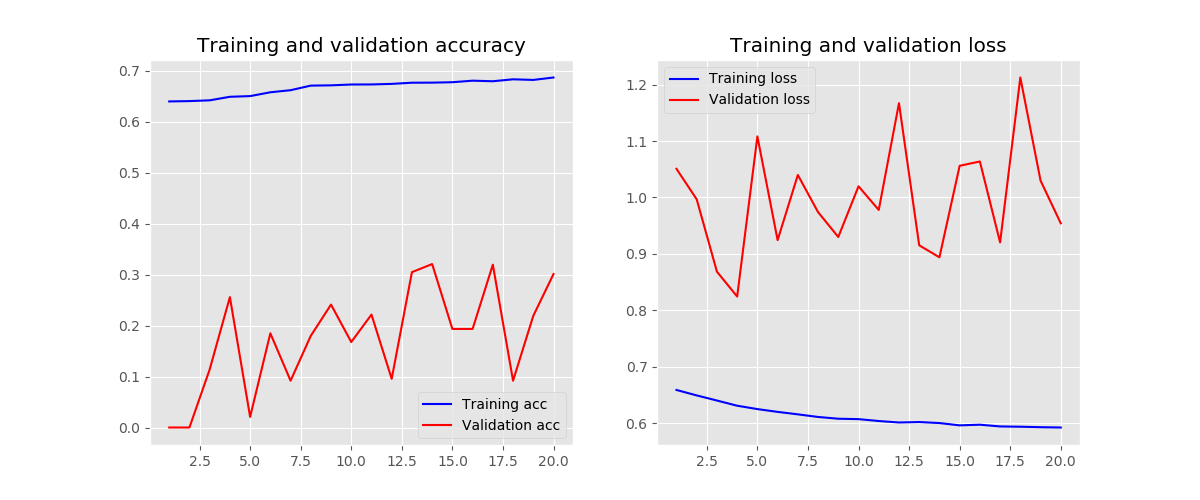 Training and validation accuracy
0.7
0.6
0.5
0.4
0.3
0.2
0.1
0.0
2.5 5.0 7.5 10.0 12.5 15.0 17.5 20.0
Training acc
Validation acc
Training and validation loss
Training loss
Validation loss
1.2
1.1
1.0
0.9
0.8
0.7
0.6
2.5 5.0 7.5 10.0 12.5 15.0 17.5 20.0